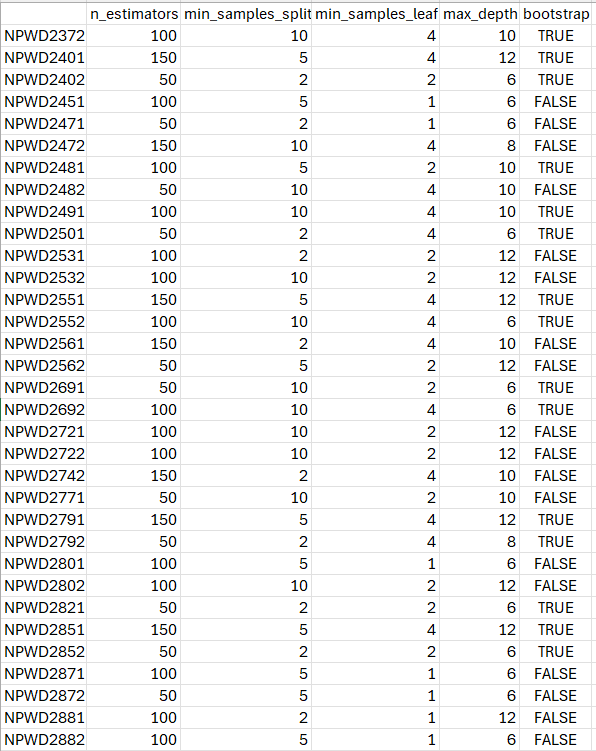 n_estimators min_samples_split min_samples_leaf max_depth bootstrap
NPWD2372 100 10 4 10 TRUE
NPWD2401 150 5 4 12 TRUE
NPWD2402 50 2 2 6 TRUE
NPWD2451 100 5 1 6 FALSE
NPWD2471 50 2 1 6 FALSE
NPWD2472 150 10 4 8 FALSE
NPWD2481 100 5 2 10 TRUE
NPWD2482 50 10 4 10 FALSE
NPWD2491 100 10 4 10 TRUE
NPWD2501 50 2 4 6 TRUE
NPWD2531 100 2 2 12 FALSE
NPWD2532 100 10 2 12 FALSE
NPWD2551 150 5 4 12 TRUE
NPWD2552 100 10 4 6 TRUE
NPWD2561 150 2 4 10 FALSE
NPWD2562 50 5 2 12 FALSE
NPWD2691 50 10 2 6 TRUE
NPWD2692 100 10 4 6 TRUE
NPWD2721 100 10 2 12 FALSE
NPWD2722 100 10 2 12 FALSE
NPWD2742 150 2 4 10 FALSE
NPWD2771 50 10 2 10 FALSE
NPWD2791 150 5 4 12 TRUE
NPWD2792 50 2 4 8 TRUE
NPWD2801 100 5 1 6 FALSE
NPWD2802 100 10 2 12 FALSE
NPWD2821 50 2 2 6 TRUE
NPWD2851 150 5 4 12 TRUE
NPWD2852 50 2 2 6 TRUE
NPWD2871 100 5 1 6 FALSE
NPWD2872 50 5 1 6 FALSE
NPWD2881 100 2 1 12 FALSE
NPWD2882 100 5 1 6 FALSE